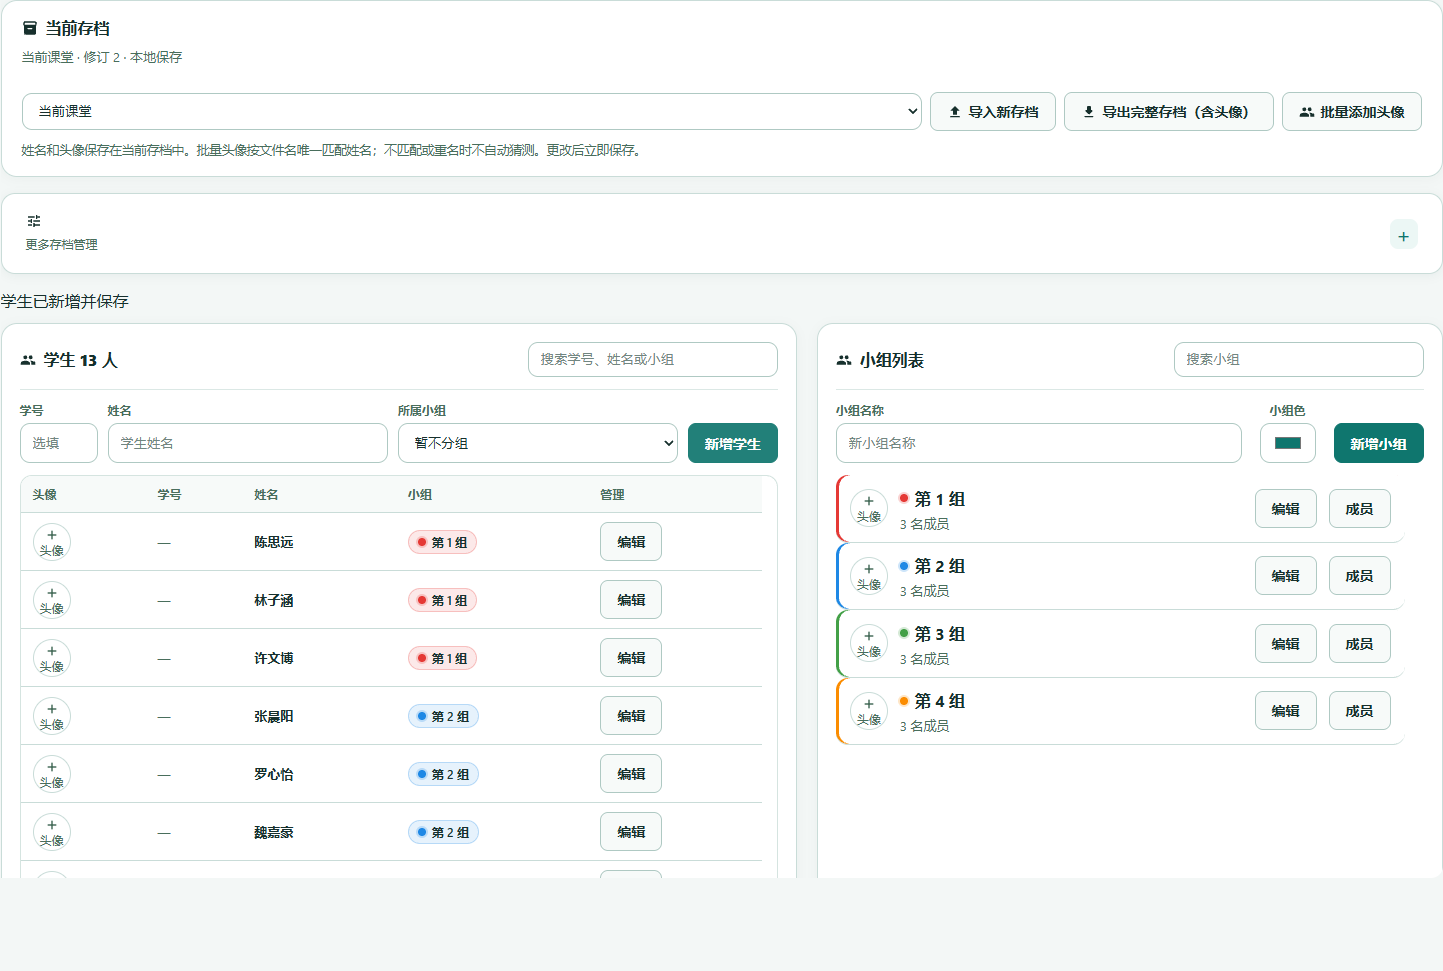 当前存档
当前课堂 · 修订 2 · 本地保存
当前课堂
导入新存档
导出完整存档（含头像）
批量添加头像
姓名和头像保存在当前存档中。批量头像按文件名唯一匹配姓名；不匹配或重名时不自动猜测。更改后立即保存。
更多存档管理
+
学生已新增并保存
学生 13 人
搜索学号、姓名或小组
学号 姓名 所属小组
选填 学生姓名 暂不分组 新增学生
头像 学号 姓名 小组 管理
+
头像 — 陈思远 第 1 组 编辑
+
头像 — 林子涵 第 1 组 编辑
+
头像 — 许文博 第 1 组 编辑
+
头像 — 张晨阳 第 2 组 编辑
+
头像 — 罗心怡 第 2 组 编辑
+
头像 — 魏嘉豪 第 2 组 编辑
小组列表
搜索小组
小组名称 小组色
新小组名称 新增小组
+
头像 第 1 组 编辑 成员
3 名成员
+
头像 第 2 组 编辑 成员
3 名成员
+
头像 第 3 组 编辑 成员
3 名成员
+
头像 第 4 组 编辑 成员
3 名成员